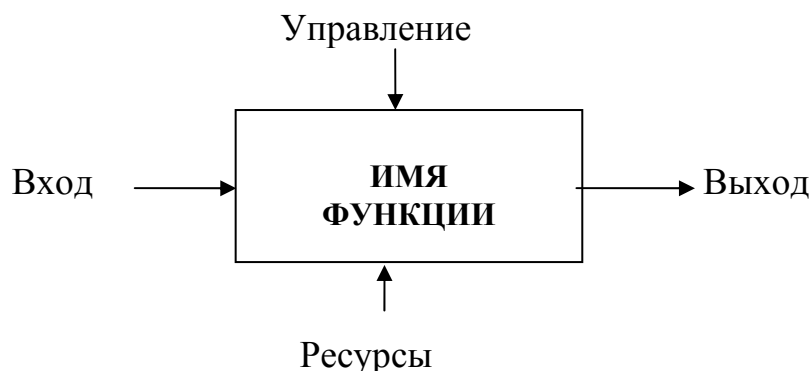 Управление
Вход
ИМЯ
ФУНКЦИИ
Выход
Ресурсы